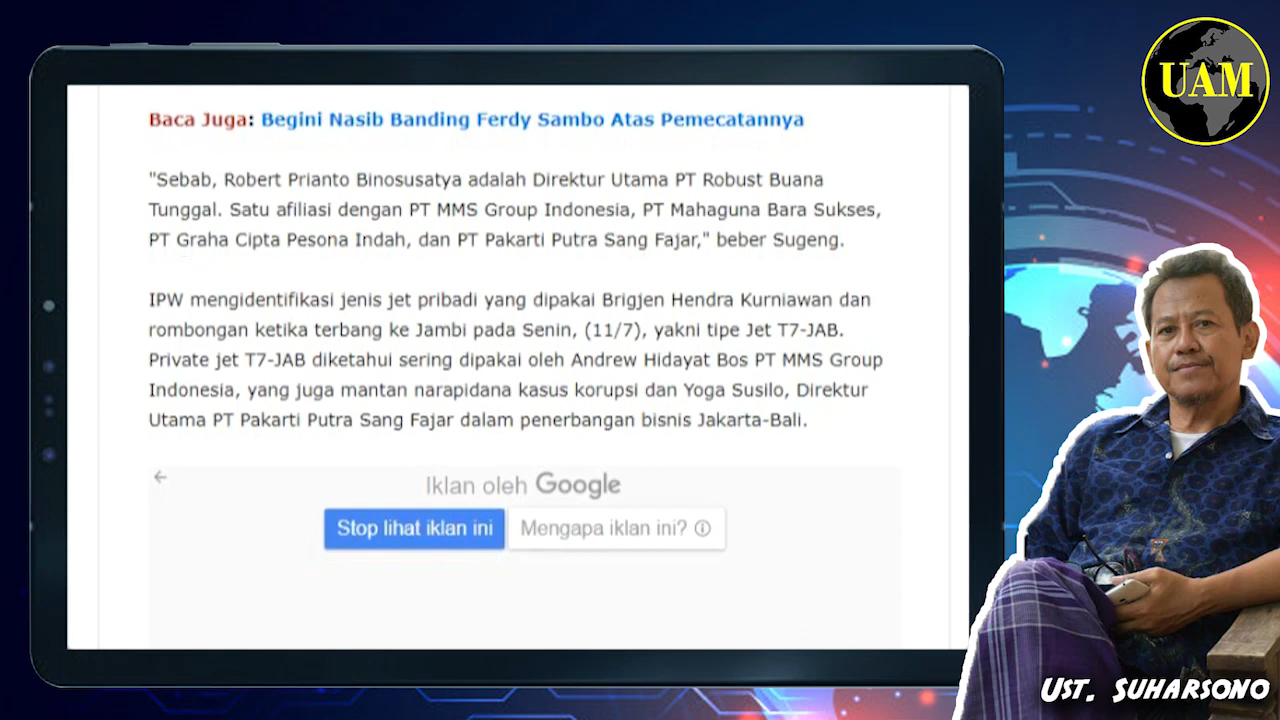 UAM
Baca Juga: Begini Nasib Banding Ferdy Sambo Atas Pemecatannya
"Sebab, Robert Prianto Binosusatya adalah Direktur Utama PT Robust Buana
Tunggal. Satu afiliasi dengan PT MMS Group Indonesia, PT Mahaguna Bara Sukses,
PT Graha Cipta Pesona Indah, dan PT Pakarti Putra Sang Fajar," beber Sugeng.
IPW mengidentifikasi jenis jet pribadi yang dipakai Brigjen Hendra Kurniawan dan
rombongan ketika terbang ke Jambi pada Senin, (11/7), yakni tipe Jet T7-JAB.
Private jet T7-JAB diketahui sering dipakai oleh Andrew Hidayat Bos PT MMS Group
Indonesia, yang juga mantan narapidana kasus korupsi dan Yoga Susilo, Direktur
Utama PT Pakarti Putra Sang Fajar dalam penerbangan bisnis Jakarta-Bali.
Iklan oleh Google
Stop lihat iklan ini Mengapa iklan ini?
UST. SUHARSONO